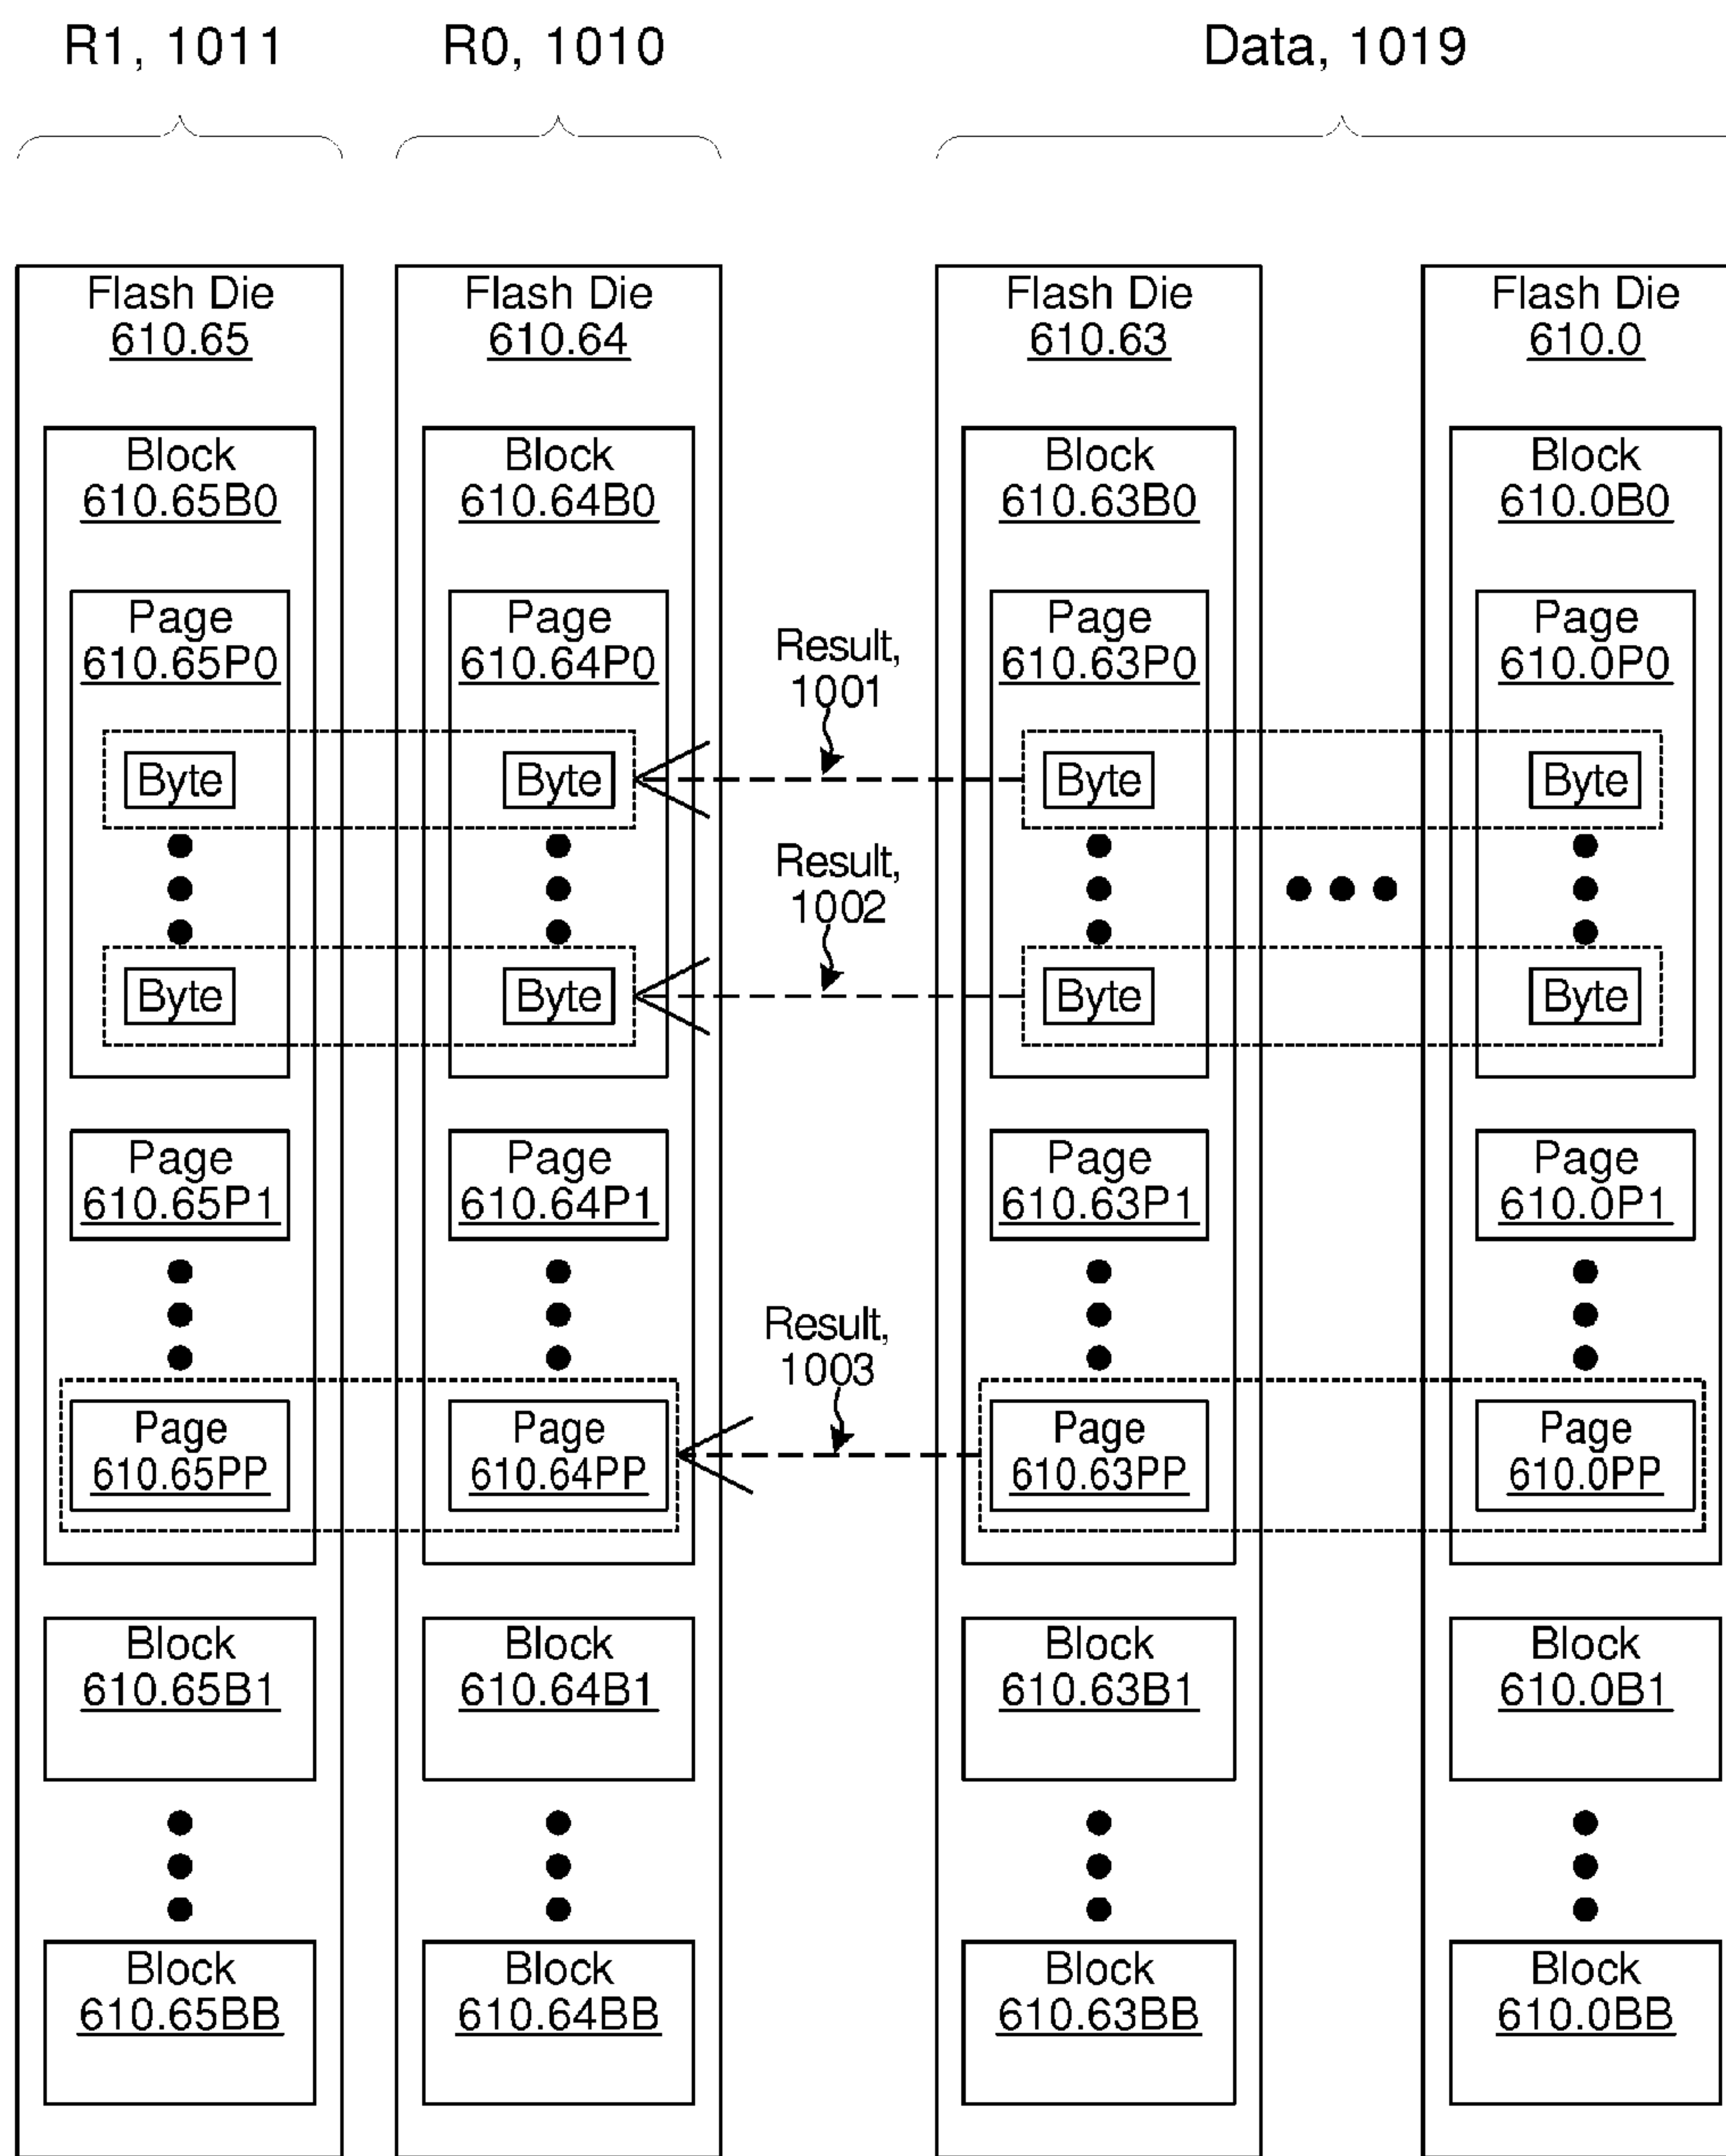 R1, 1011
R0, 1010
Data, 1019
Flash Die
610.65
Flash Die
610.64
Flash Die
610.63
Flash Die
610.0
Block
610.65B0
Block
610.64B0
Block
610.63B0
Block
610.0B0
Page
610.65P0
Page
610.64P0
Result,
1001
Page
610.63P0
Page
610.0P0
Byte
Byte
Byte
Byte
Result,
1002
Byte
Byte
Byte
Byte
Page
610.65P1
Page
610.64P1
Page
610.63P1
Page
610.0P1
Result,
1003
Page
610.65PP
Page
610.64PP
Page
610.63PP
Page
610.0PP
Block
610.65B1
Block
610.64B1
Block
610.63B1
Block
610.0B1
Block
610.65BB
Block
610.64BB
Block
610.63BB
Block
610.0BB